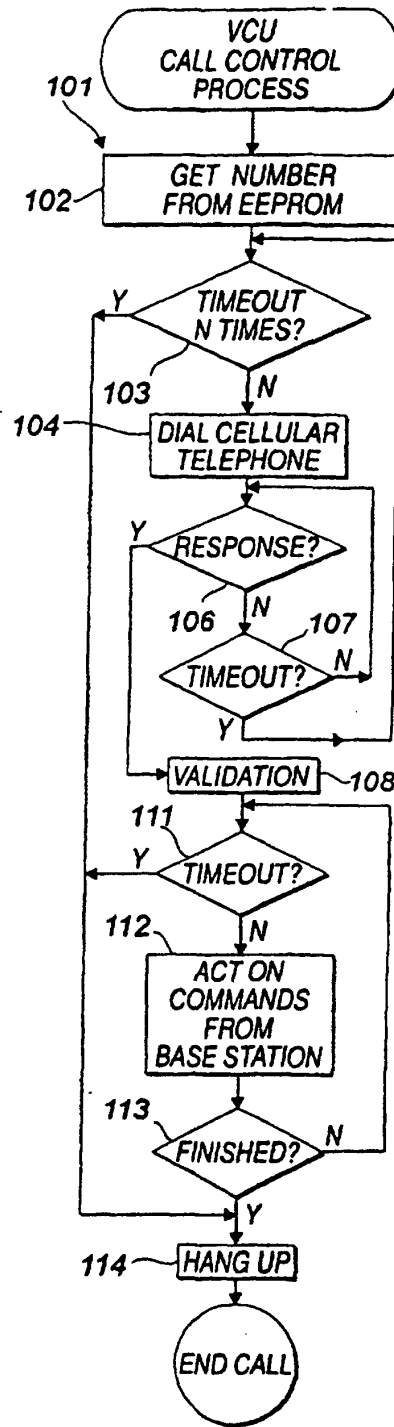 VCU
CALL CONTROL
PROCESS
101
102
GET NUMBER
FROM EEPROM
Y
TIMEOUT
N TIMES?
103
N
104
DIAL CELLULAR
TELEPHONE
Y
RESPONSE?
106
N
107
TIMEOUT?
N
Y
VALIDATION
108
111
Y
TIMEOUT?
112
N
ACT ON
COMMANDS
FROM
BASE STATION
113
FINISHED?
N
Y
114
HANG UP
END CALL